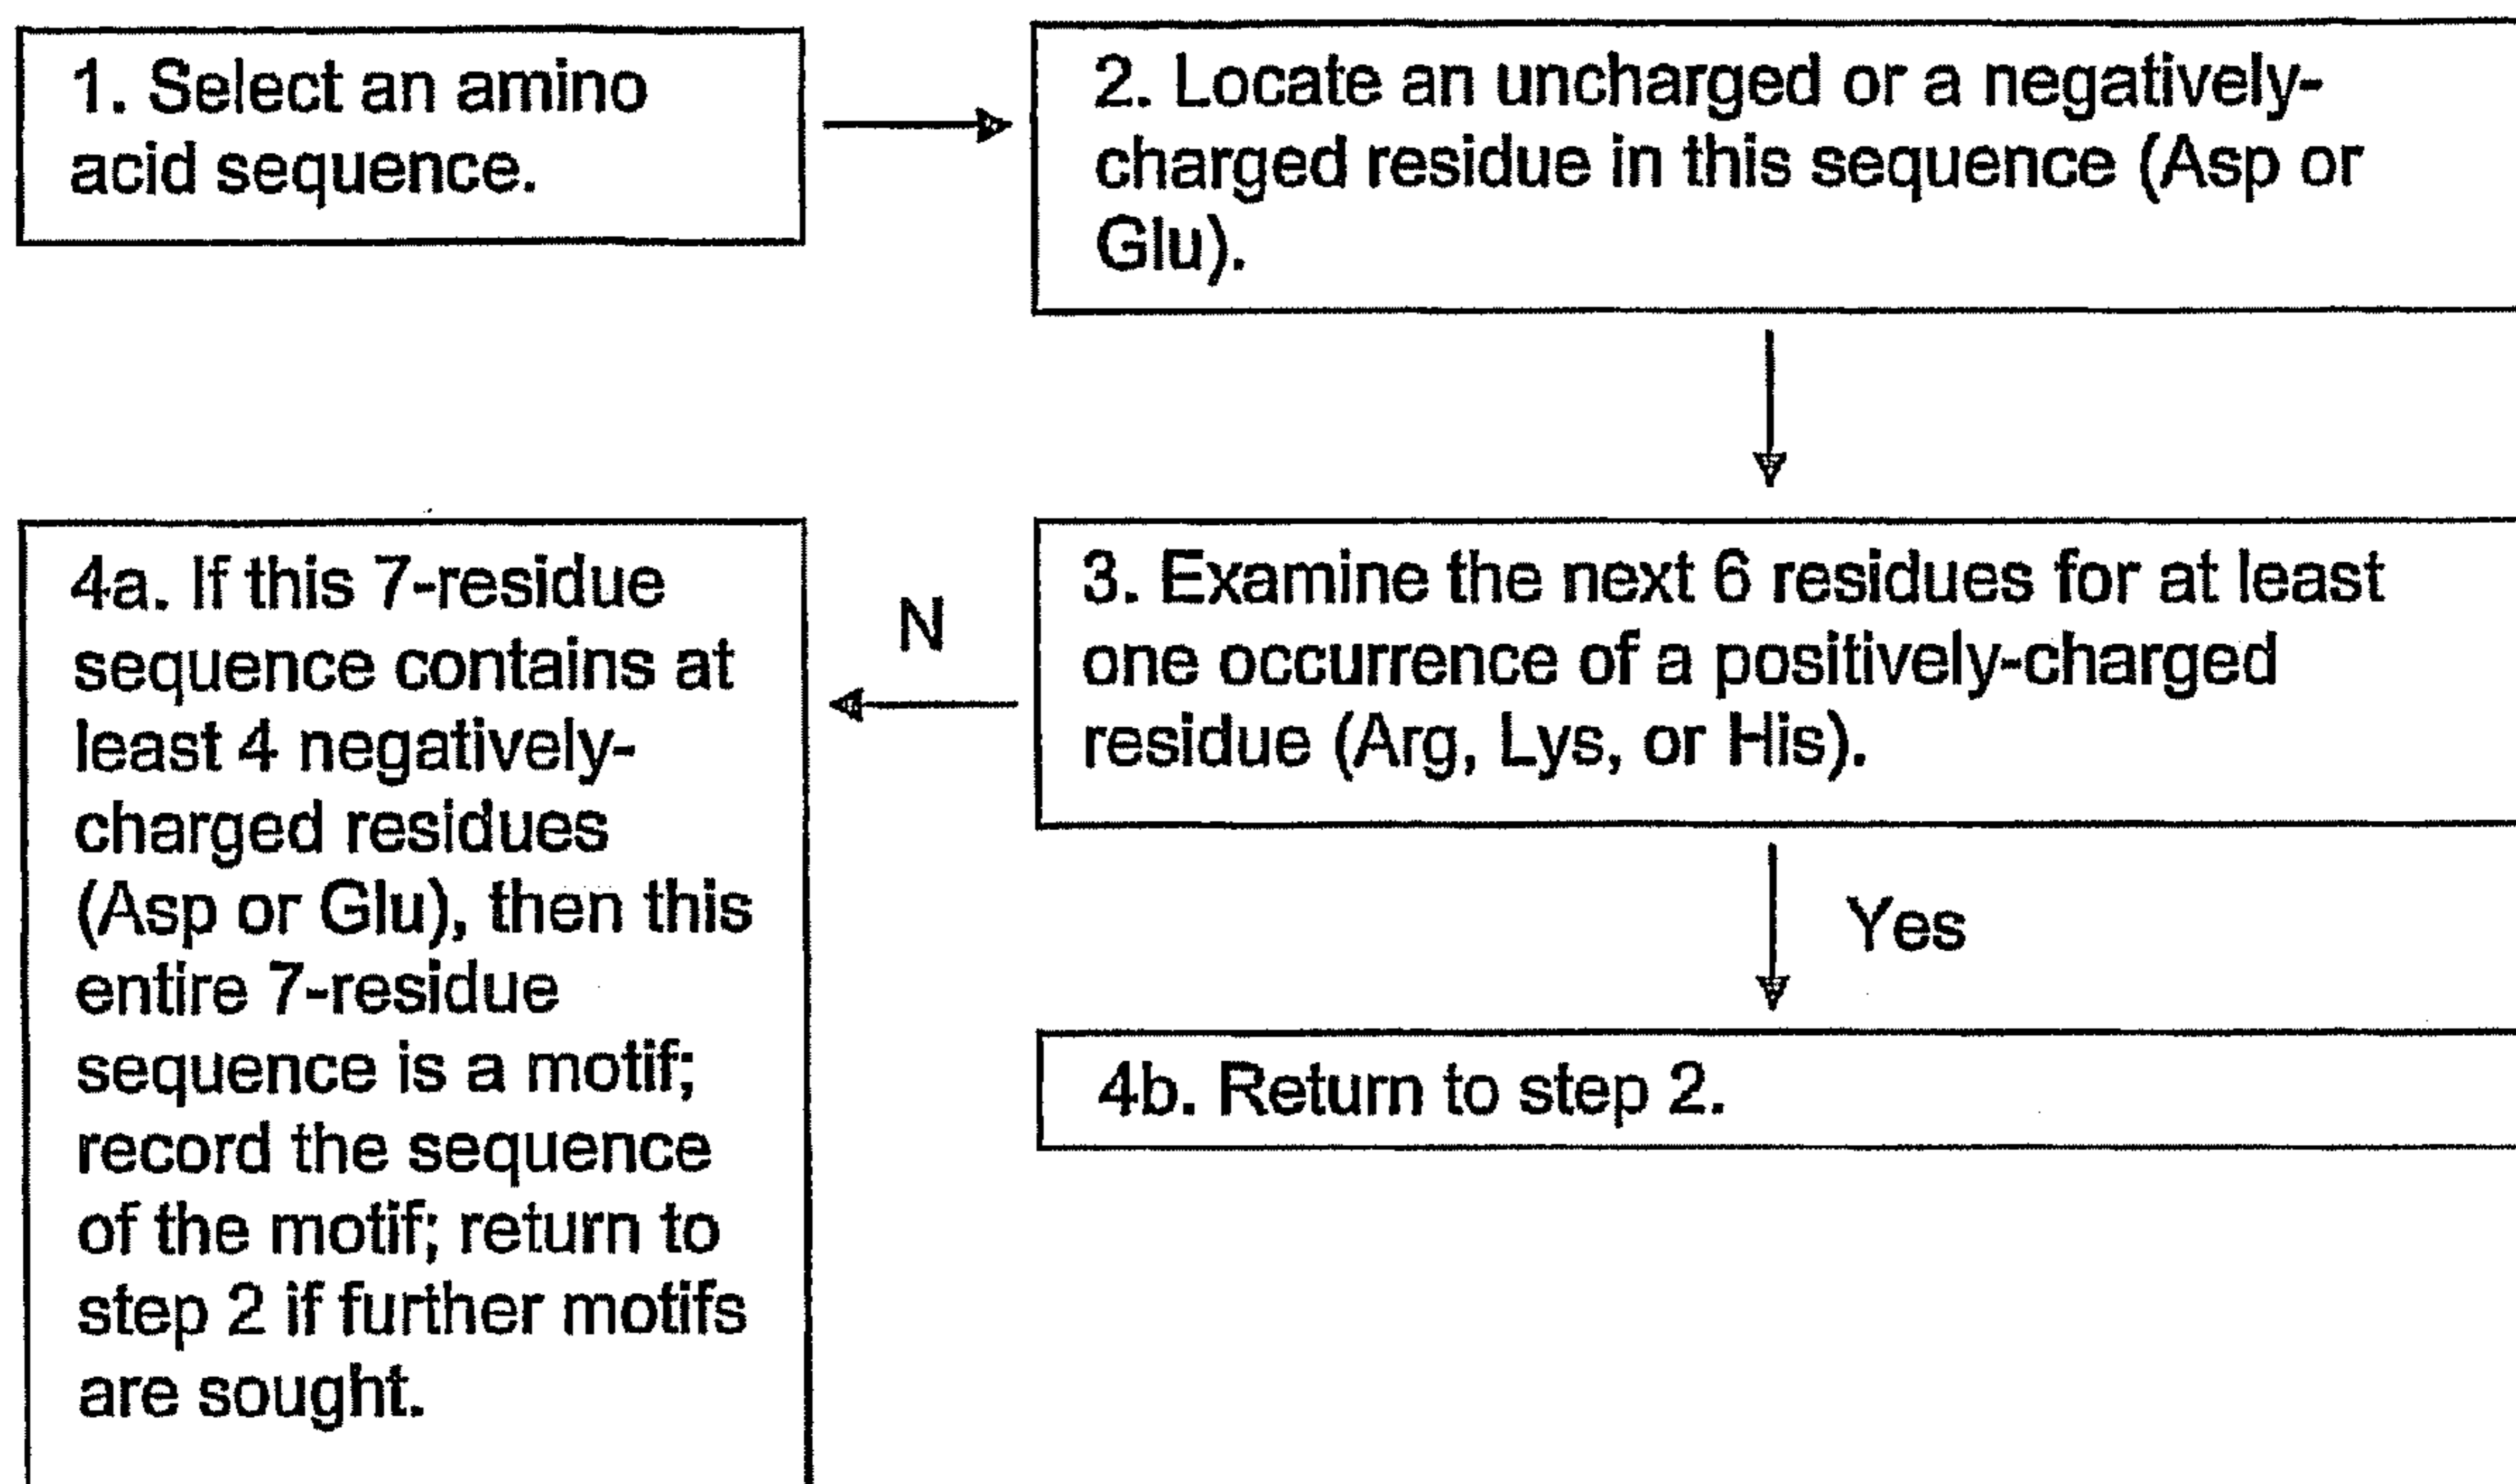 1. Select an amino
acid sequence.
2. Locate an uncharged or a negatively-
charged residue in this sequence (Asp or
Glu).
3. Examine the next 6 residues for at least
one occurrence of a positively-charged
residue (Arg, Lys, or His).
N
4a. If this 7-residue
sequence contains at
least 4 negatively-
charged residues
(Asp or Glu), then this
entire 7-residue
sequence is a motif;
record the sequence
of the motif; return to
step 2 if further motifs
are sought.
Yes
4b. Return to step 2.